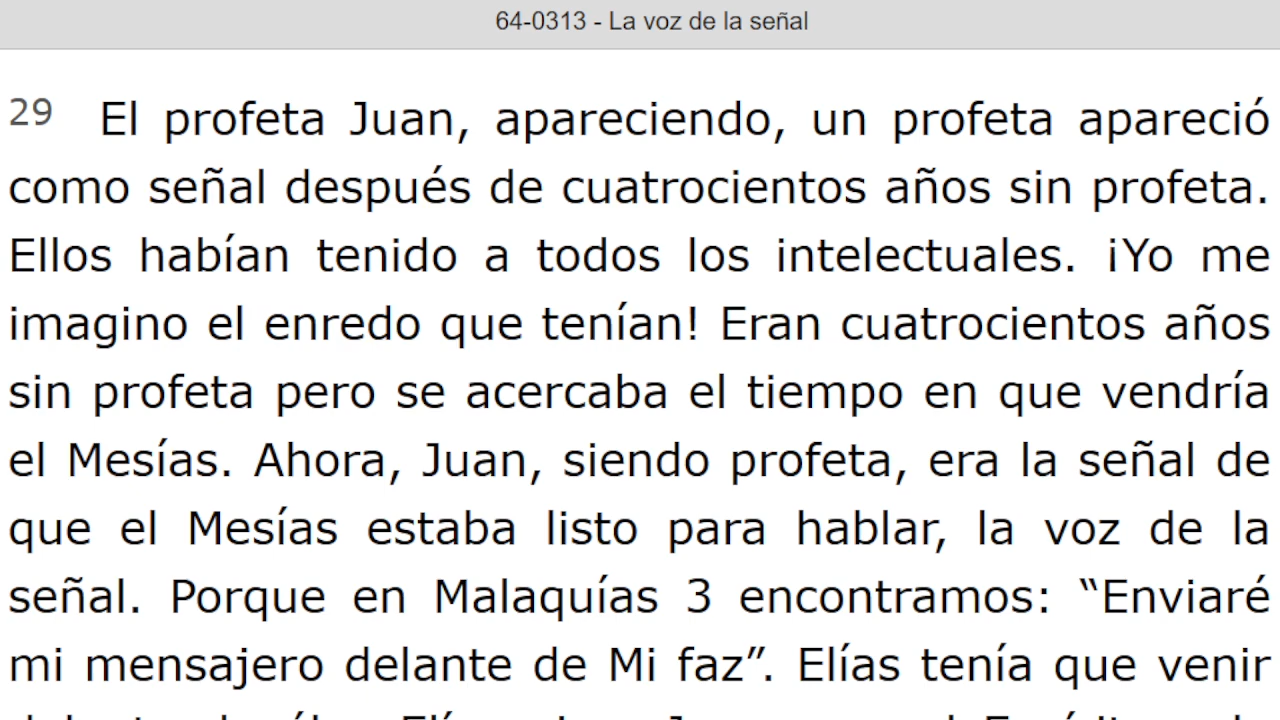 64-0313 - La voz de la señal
29 El profeta Juan, apareciendo, un profeta apareció
como señal después de cuatrocientos años sin profeta.
Ellos habían tenido a todos los intelectuales. ¡Yo me
imagino el enredo que tenían! Eran cuatrocientos años
sin profeta pero se acercaba el tiempo en que vendría
el Mesías. Ahora, Juan, siendo profeta, era la señal de
que el Mesías estaba listo para hablar, la voz de la
señal. Porque en Malaquías 3 encontramos: “Enviaré
mi mensajero delante de Mi faz”. Elías tenía que venir